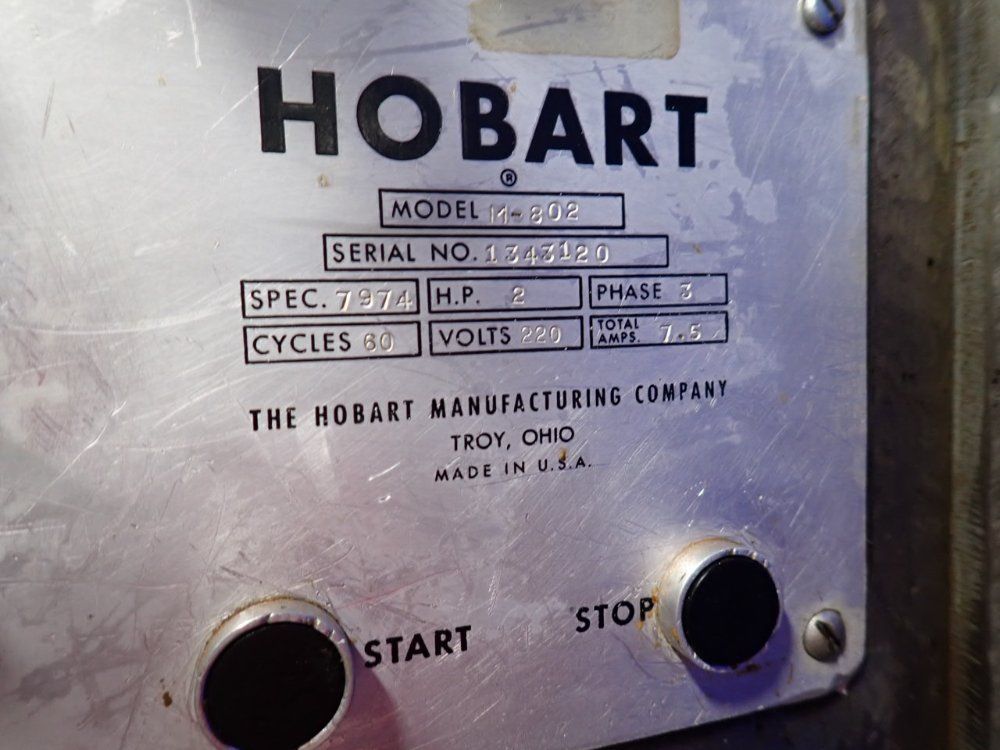 HOBART
®
MODEL M-802
SERIAL NO. 1343120
SPEC. 7974 H.P. 2 PHASE 3
CYCLES 60 VOLTS 220 TOTAL AMPS. 7.5
THE HOBART MANUFACTURING COMPANY
TROY, OHIO
MADE IN U.S.A.
START STOP